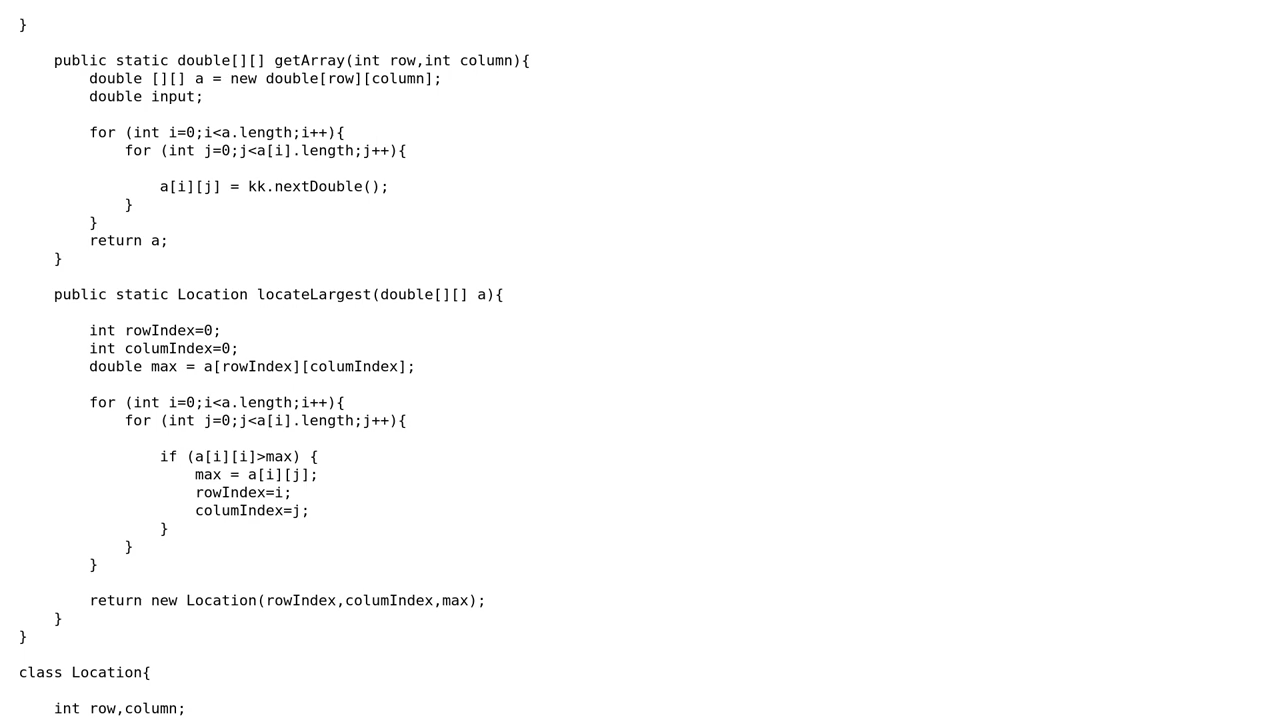 }
public static double[][] getArray(int row,int column){
double [][] a = new double[row][column];
double input;
for (int i=0;i<a.length;i++){
for (int j=0;j<a[i].length;j++){
a[i][j] = kk.nextDouble();
}
}
return a;
}
public static Location locateLargest(double[][] a){
int rowIndex=0;
int columIndex=0;
double max = a[rowIndex][columIndex];
for (int i=0;i<a.length;i++){
for (int j=0;j<a[i].length;j++){
if (a[i][i]>max) {
max = a[i][j];
rowIndex=i;
columIndex=j;
}
}
}
return new Location(rowIndex,columIndex,max);
}
}
class Location{
int row,column;